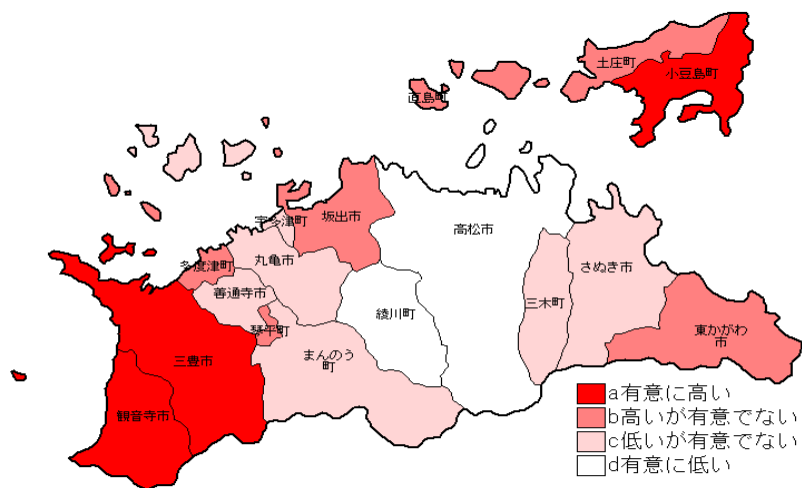 土庄町
小豆島町
直島町
宇多津町
坂出市
高松市
多度津町
丸亀市
さぬき市
善通寺市
綾川町
三木町
琴平町
まんのう
町
東かがわ
市
三豊市
観音寺市
a有意に高い
b高いが有意でない
c低いが有意でない
d有意に低い